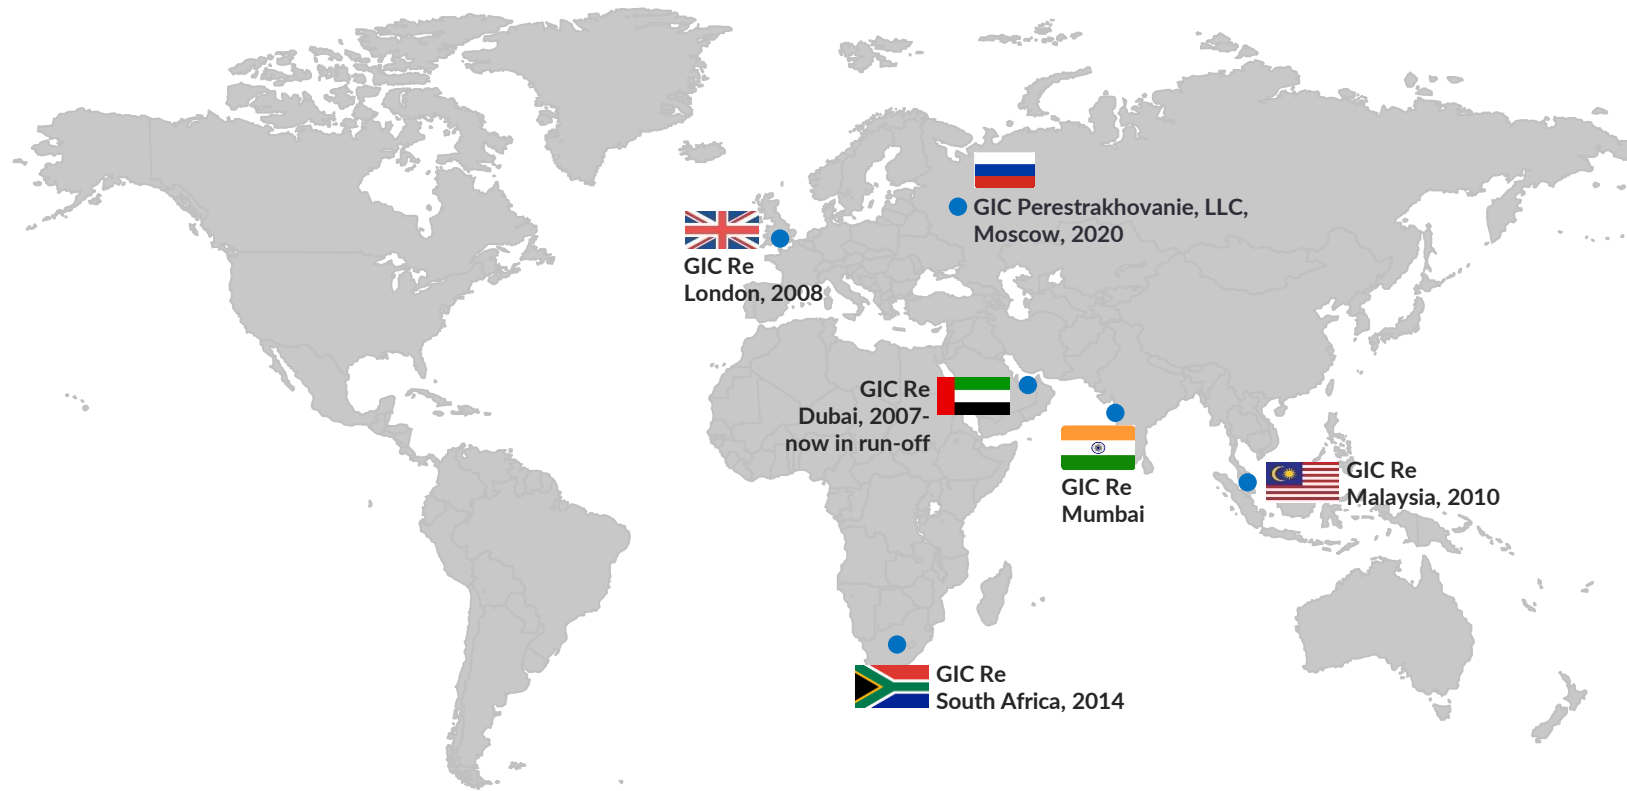 GIC Perestrakhovanie, LLC,
Moscow, 2020
GIC Re
London, 2008
GIC Re
Dubai, 2007-
now in run-off
GIC Re
Mumbai
GIC Re
Malaysia, 2010
GIC Re
South Africa, 2014